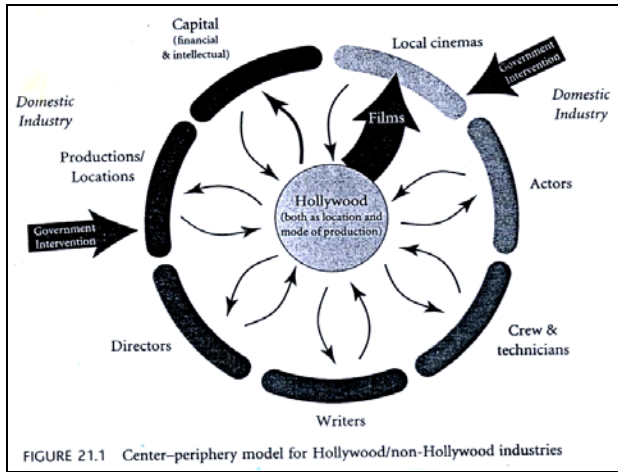 Capital
(financial
& intellectual)
Local cinemas
Government
Intervention
Domestic
Industry
Domestic
Industry
Films
Productions/
Locations
Actors
Hollywood
(both as location and
mode of production)
Government
Intervention
Directors
Crew &
technicians
Writers
FIGURE 21.1 Center–periphery model for Hollywood/non-Hollywood industries